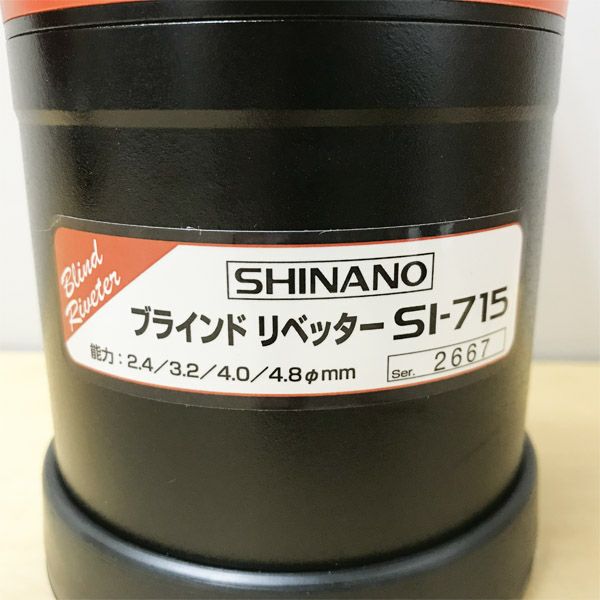 Blind
Riveter
SHINANO
ブラインド リベッター SI-715
能力：2.4／3.2／4.0／4.8φmm
Ser. 2667